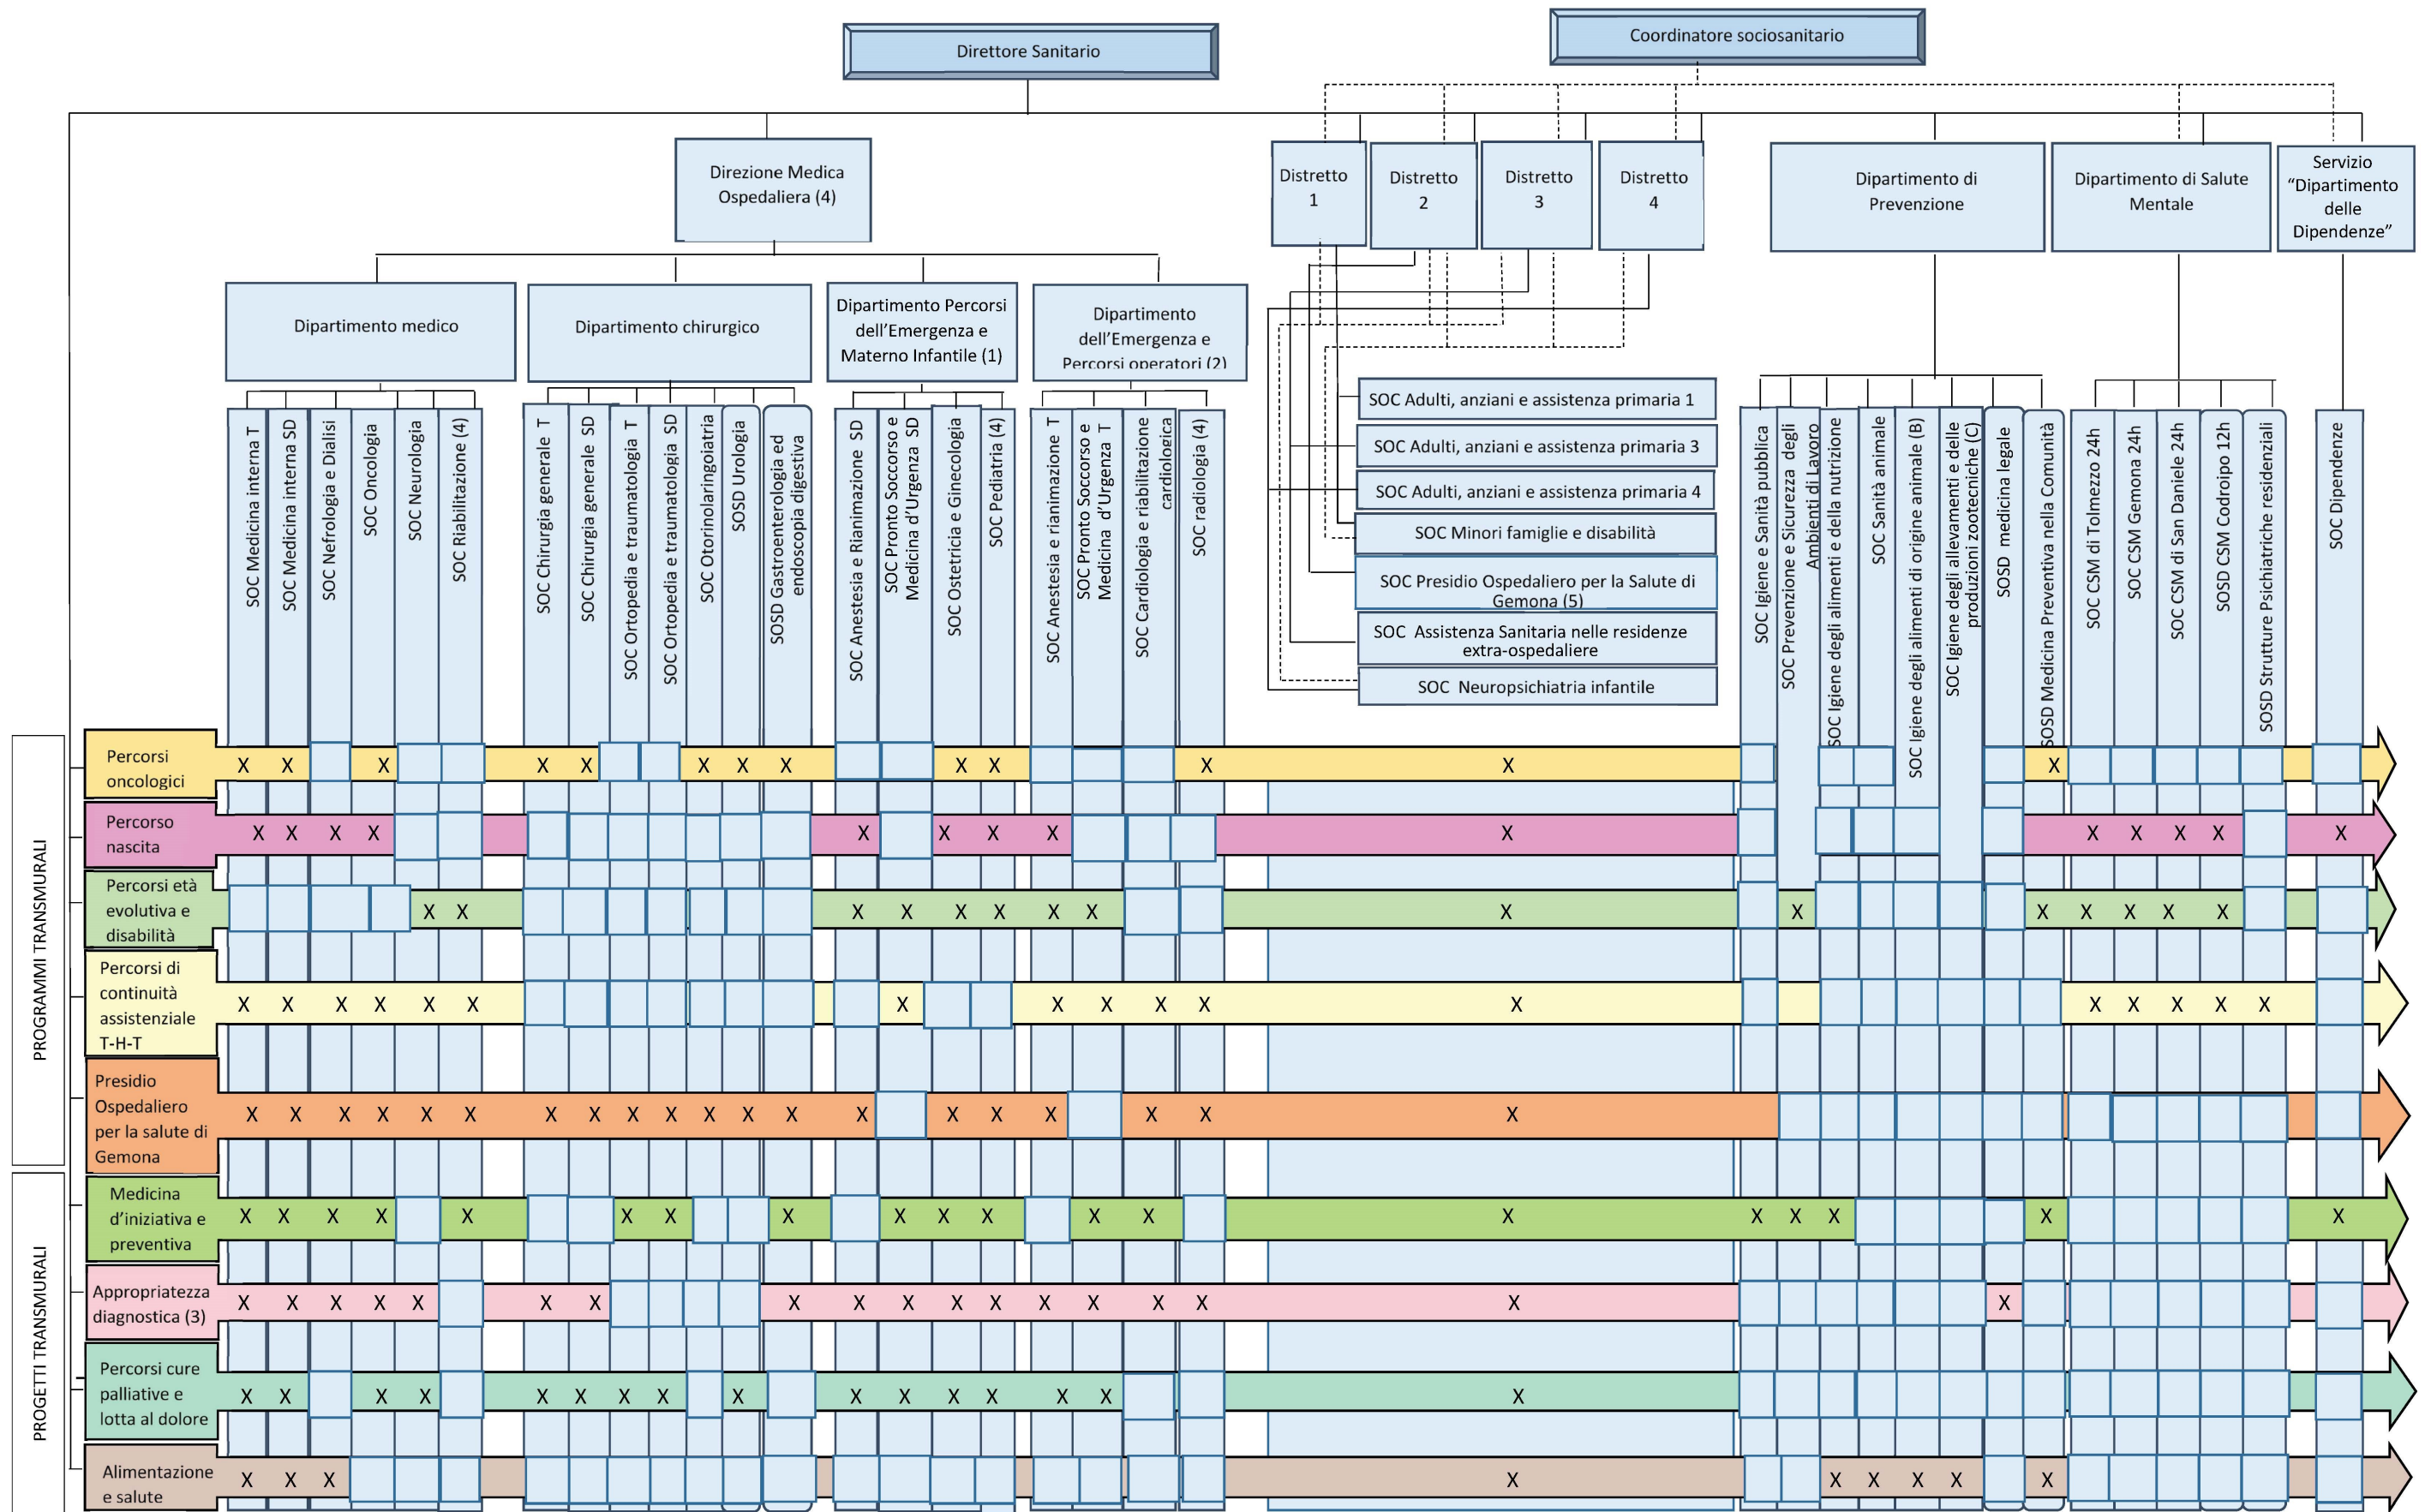 Direttore Sanitario
Coordinatore sociosanitario
Direzione Medica
Ospedaliera (4)
Distretto
1
Distretto
2
Distretto
3
Distretto
4
Dipartimento di
Prevenzione
Dipartimento di Salute
Mentale
Servizio
“Dipartimento
delle
Dipendenze”
Dipartimento medico
Dipartimento chirurgico
Dipartimento Percorsi
dell’Emergenza e
Materno Infantile (1)
Dipartimento
dell’Emergenza e
Percorsi operatori (2)
SOC Medicina interna T
SOC Medicina interna SD
SOC Nefrologia e Dialisi
SOC Oncologia
SOC Neurologia
SOC Riabilitazione (4)
SOC Chirurgia generale T
SOC Chirurgia generale SD
SOC Ortopedia e traumatologia T
SOC Ortopedia e traumatologia SD
SOC Otorinolaringoiatria
SOSD Urologia
SOSD Gastroenterologia ed
endoscopia digestiva
SOC Anestesia e Rianimazione SD
SOC Pronto Soccorso e
Medicina d’Urgenza SD
SOC Ostetricia e Ginecologia
SOC Pediatria (4)
SOC Anestesia e rianimazione T
SOC Pronto Soccorso e
Medicina d’Urgenza T
SOC Cardiologia e riabilitazione
cardiologica
SOC radiologia (4)
SOC Adulti, anziani e assistenza primaria 1
SOC Adulti, anziani e assistenza primaria 3
SOC Adulti, anziani e assistenza primaria 4
SOC Minori famiglie e disabilità
SOC Presidio Ospedaliero per la Salute di
Gemona (5)
SOC Assistenza Sanitaria nelle residenze
extra-ospedaliere
SOC Neuropsichiatria infantile
SOC Igiene e Sanità pubblica
SOC Prevenzione e Sicurezza degli
Ambienti di Lavoro
SOC Igiene degli alimenti e della nutrizione
SOC Sanità animale
SOC Igiene degli alimenti di origine animale (B)
SOC Igiene degli allevamenti e delle
produzioni zootecniche (C)
SOSD medicina legale
SOSD Medicina Preventiva nella Comunità
SOC CSM di Tolmezzo 24h
SOC CSM Gemona 24h
SOC CSM di San Daniele 24h
SOSD CSM Codroipo 12h
SOSD Strutture Psichiatriche residenziali
SOC Dipendenze
PROGRAMMI TRANSMURALI
Percorsi
oncologici
X X X X X X X X X X X X X
Percorso
nascita
X X X X X X X X X X X X X X
Percorsi età
evolutiva e
disabilità
X X X X X X X X X X X X X X X
Percorsi di
continuità
assistenziale
T-H-T
X X X X X X X X X X X X X X X X X
Presidio
Ospedaliero
per la salute di
Gemona
X X X X X X X X X X X X X X X X X X X X
PROGETTI TRANSMURALI
Medicina
d’iniziativa e
preventiva
X X X X X X X X X X X X X X X X X X X
Appropriatezza
diagnostica (3)
X X X X X X X X X X X X X X X X X X
Percorsi cure
palliative e
lotta al dolore
X X X X X X X X X X X X X X X X
Alimentazione
e salute
X X X X X X X X X